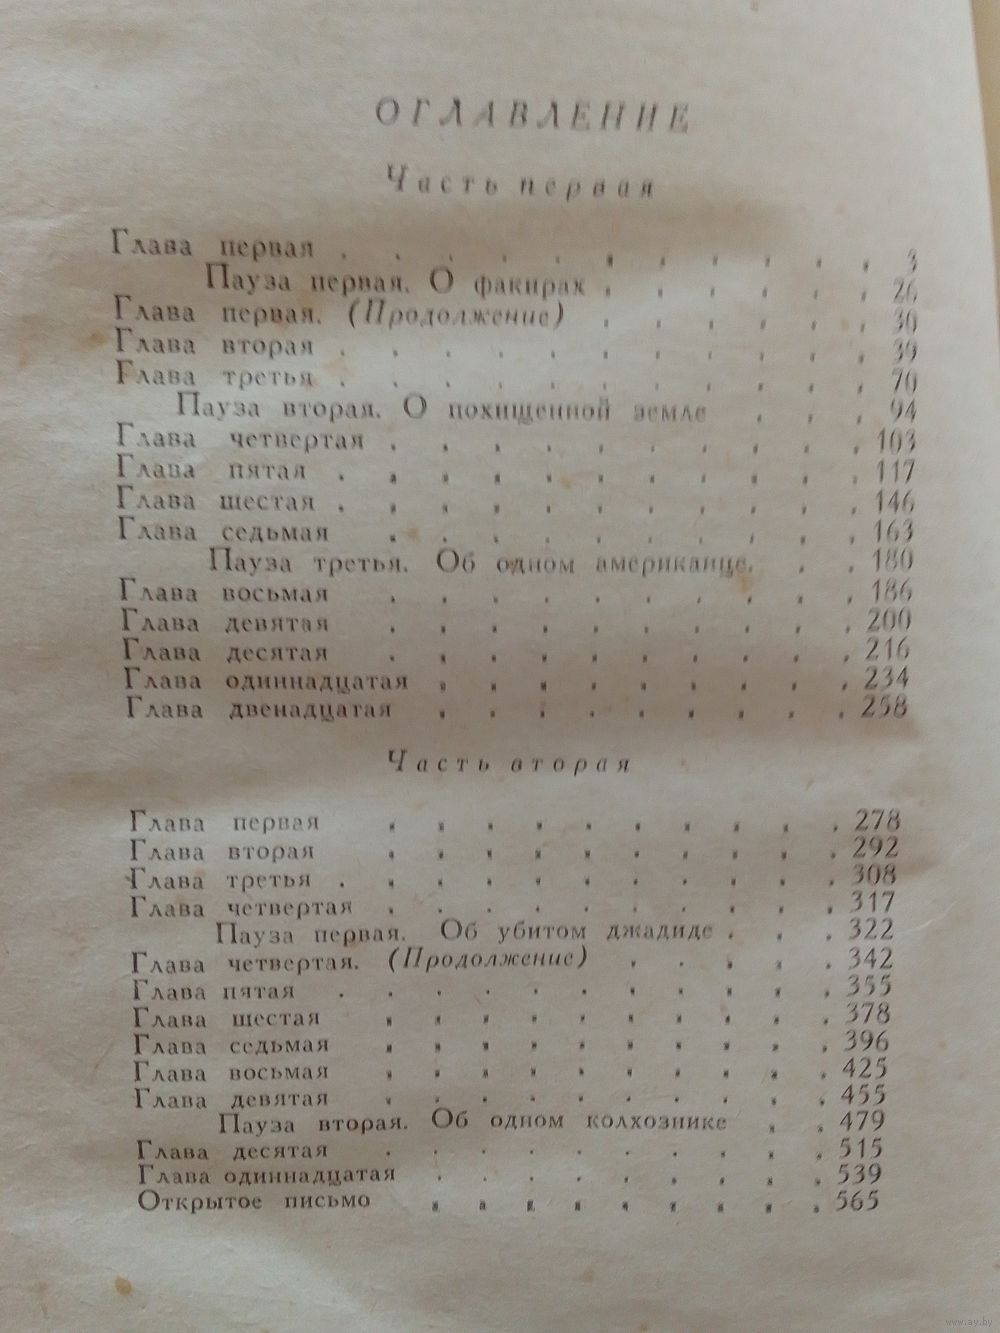 ОГЛАВЛЕНИЕ
Часть первая
Глава первая . . . . . . . . . . . 3
Пауза первая. О факирах . . . . . . 26
Глава первая. (Продолжение) . . . . . . 30
Глава вторая . . . . . . . . . . . 39
Глава третья . . . . . . . . . . . 70
Пауза вторая. О похищенной земле . . . 94
Глава четвертая . . . . . . . . . . 103
Глава пятая . . . . . . . . . . . 117
Глава шестая . . . . . . . . . . . 146
Глава седьмая . . . . . . . . . . 163
Пауза третья. Об одном американце. . . 180
Глава восьмая . . . . . . . . . . 186
Глава девятая . . . . . . . . . . 200
Глава десятая . . . . . . . . . . 216
Глава одиннадцатая . . . . . . . . . 234
Глава двенадцатая . . . . . . . . . 258
Часть вторая
Глава первая . . . . . . . . . . 278
Глава вторая . . . . . . . . . . 292
Глава третья . . . . . . . . . . . 308
Глава четвертая . . . . . . . . . . 317
Пауза первая. Об убитом джадиде . . . 322
Глава четвертая. (Продолжение) . . . . . 342
Глава пятая . . . . . . . . . . . 355
Глава шестая . . . . . . . . . . 378
Глава седьмая . . . . . . . . . . 396
Глава восьмая . . . . . . . . . . 425
Глава девятая . . . . . . . . . . 455
Пауза вторая. Об одном колхознике . . 479
Глава десятая . . . . . . . . . . 515
Глава одиннадцатая . . . . . . . . . 539
Открытое письмо . . . . . . . . . 565
www.ay.by